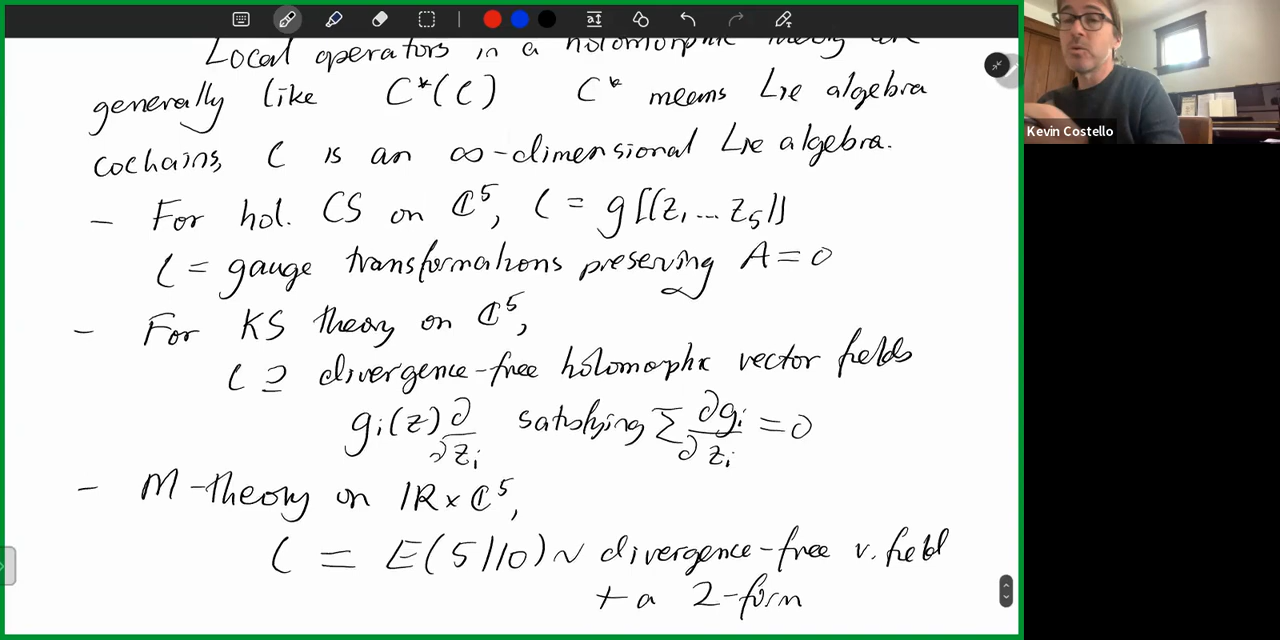 Local operators in a holomorphic theory are
generally like C*(L) C* means Lie algebra
cochains, L is an ∞-dimensional Lie algebra.
- For hol. CS on ℂ⁵, L = g[[z₁ ... z₅]]
L = gauge transformations preserving A = 0
- For KS theory on ℂ⁵,
L ⊇ divergence-free holomorphic vector fields
gᵢ(z) ∂/∂zᵢ satisfying Σ ∂gᵢ/∂zᵢ = 0
- M-theory on ℝ × ℂ⁵,
L = E(5|10) ~ divergence-free v. field
+ a 2-form
Kevin Costello